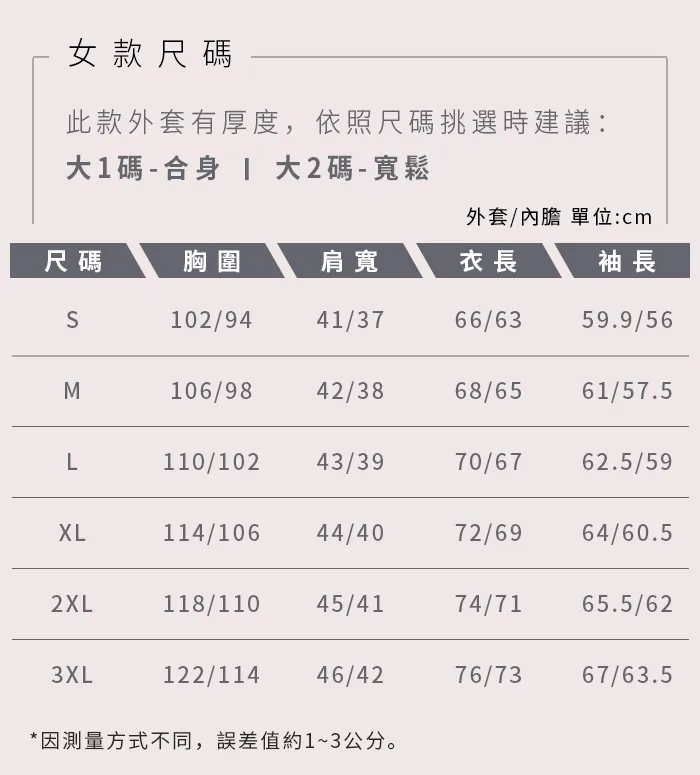 女款尺碼
此款外套有厚度，依照尺碼挑選時建議：
大1碼-合身 | 大2碼-寬鬆
外套/內膽 單位:cm
尺碼 胸圍 肩寬 衣長 袖長
S 102/94 41/37 66/63 59.9/56
M 106/98 42/38 68/65 61/57.5
L 110/102 43/39 70/67 62.5/59
XL 114/106 44/40 72/69 64/60.5
2XL 118/110 45/41 74/71 65.5/62
3XL 122/114 46/42 76/73 67/63.5
*因測量方式不同，誤差值約1~3公分。